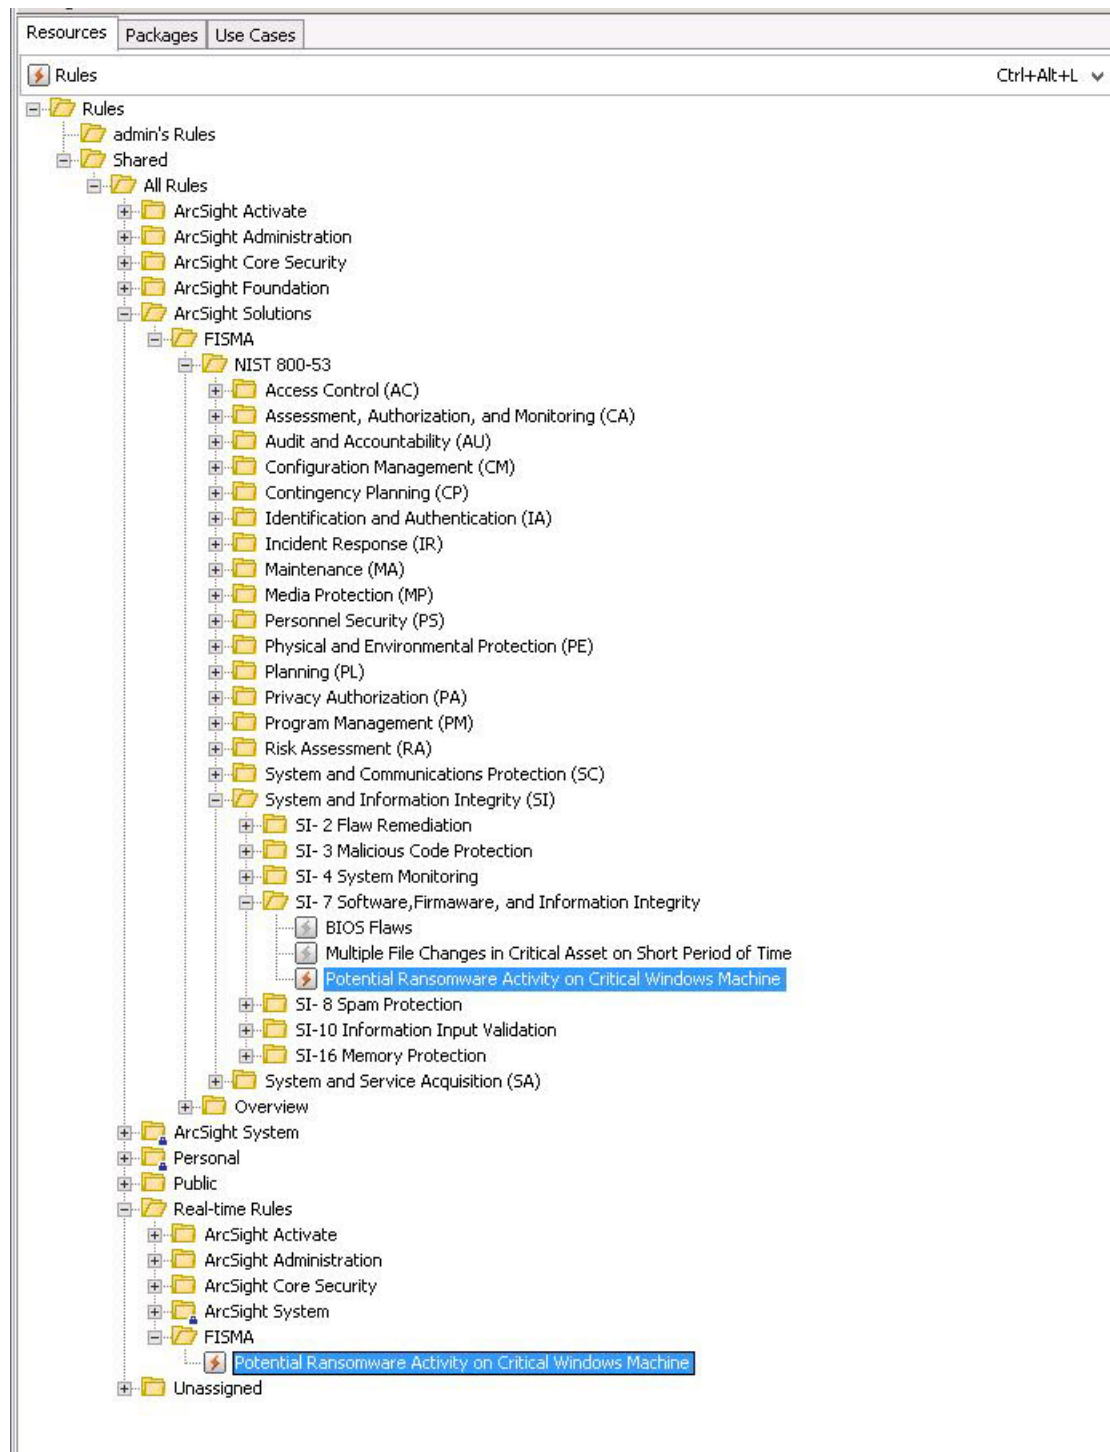 Resources Packages Use Cases
Rules Ctrl+Alt+L
Rules
admin's Rules
Shared
All Rules
ArcSight Activate
ArcSight Administration
ArcSight Core Security
ArcSight Foundation
ArcSight Solutions
FISMA
NIST 800-53
Access Control (AC)
Assessment, Authorization, and Monitoring (CA)
Audit and Accountability (AU)
Configuration Management (CM)
Contingency Planning (CP)
Identification and Authentication (IA)
Incident Response (IR)
Maintenance (MA)
Media Protection (MP)
Personnel Security (PS)
Physical and Environmental Protection (PE)
Planning (PL)
Privacy Authorization (PA)
Program Management (PM)
Risk Assessment (RA)
System and Communications Protection (SC)
System and Information Integrity (SI)
SI- 2 Flaw Remediation
SI- 3 Malicious Code Protection
SI- 4 System Monitoring
SI- 7 Software,Firmaware, and Information Integrity
BIOS Flaws
Multiple File Changes in Critical Asset on Short Period of Time
Potential Ransomware Activity on Critical Windows Machine
SI- 8 Spam Protection
SI-10 Information Input Validation
SI-16 Memory Protection
System and Service Acquisition (SA)
Overview
ArcSight System
Personal
Public
Real-time Rules
ArcSight Activate
ArcSight Administration
ArcSight Core Security
ArcSight System
FISMA
Potential Ransomware Activity on Critical Windows Machine
Unassigned